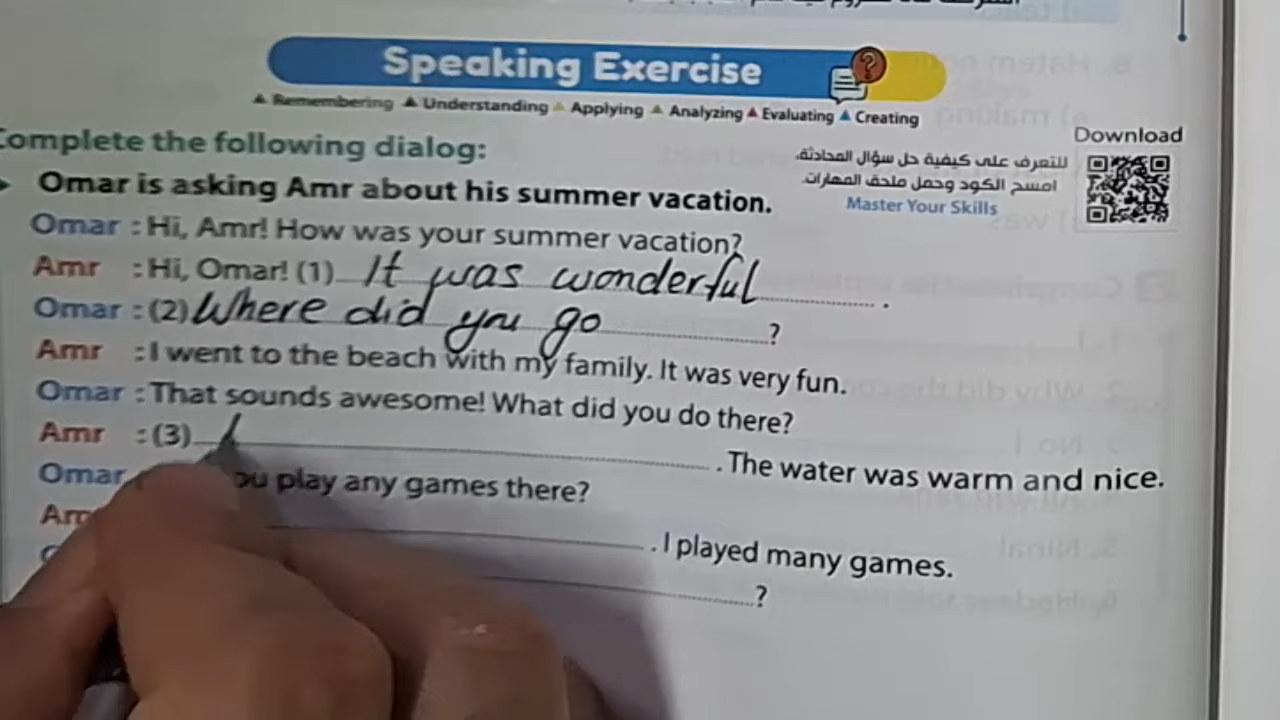 Speaking Exercise
Remembering Understanding Applying Analyzing Evaluating Creating
Complete the following dialog:
Download
للتعرف على كيفية حل سؤال المحادثة،
امسح الكود وحمل ملحق المهارات.
Master Your Skills
Omar is asking Amr about his summer vacation.
Omar : Hi, Amr! How was your summer vacation?
Amr : Hi, Omar! (1) It was wonderful .
Omar : (2) Where did you go ?
Amr : I went to the beach with my family. It was very fun.
Omar : That sounds awesome! What did you do there?
Amr : (3) . The water was warm and nice.
Omar play any games there?
. I played many games.
?